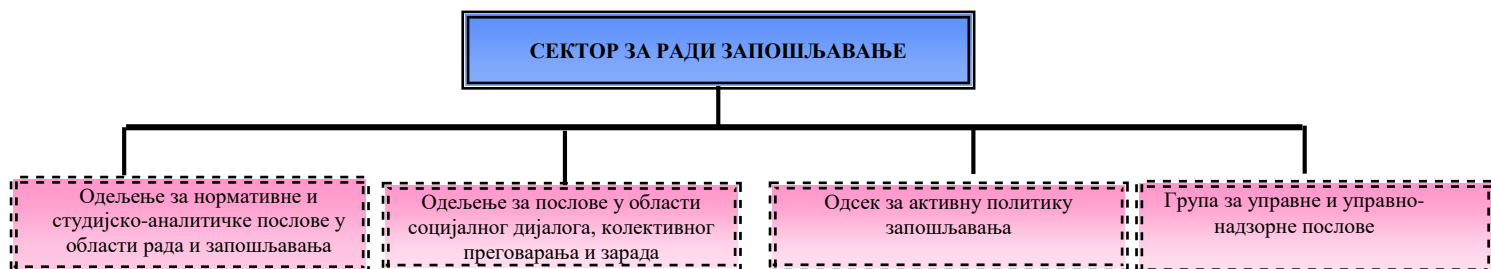 СЕКТОР ЗА РАДИ ЗАПОШЉАВАЊЕ
Одељење за нормативне и
студијско-аналитичке послове у
области рада и запошљавања
Одељење за послове у области
социјалног дијалога, колективног
преговарања и зарада
Одсек за активну политику
запошљавања
Група за управне и управно-
надзорне послове